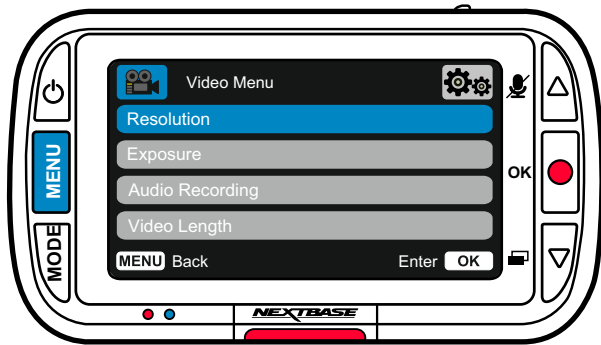 Video Menu
Resolution
Exposure
OK
MENU
Audio Recording
Video Length
MODE
MENU Back
Enter OK
NEXTBASE